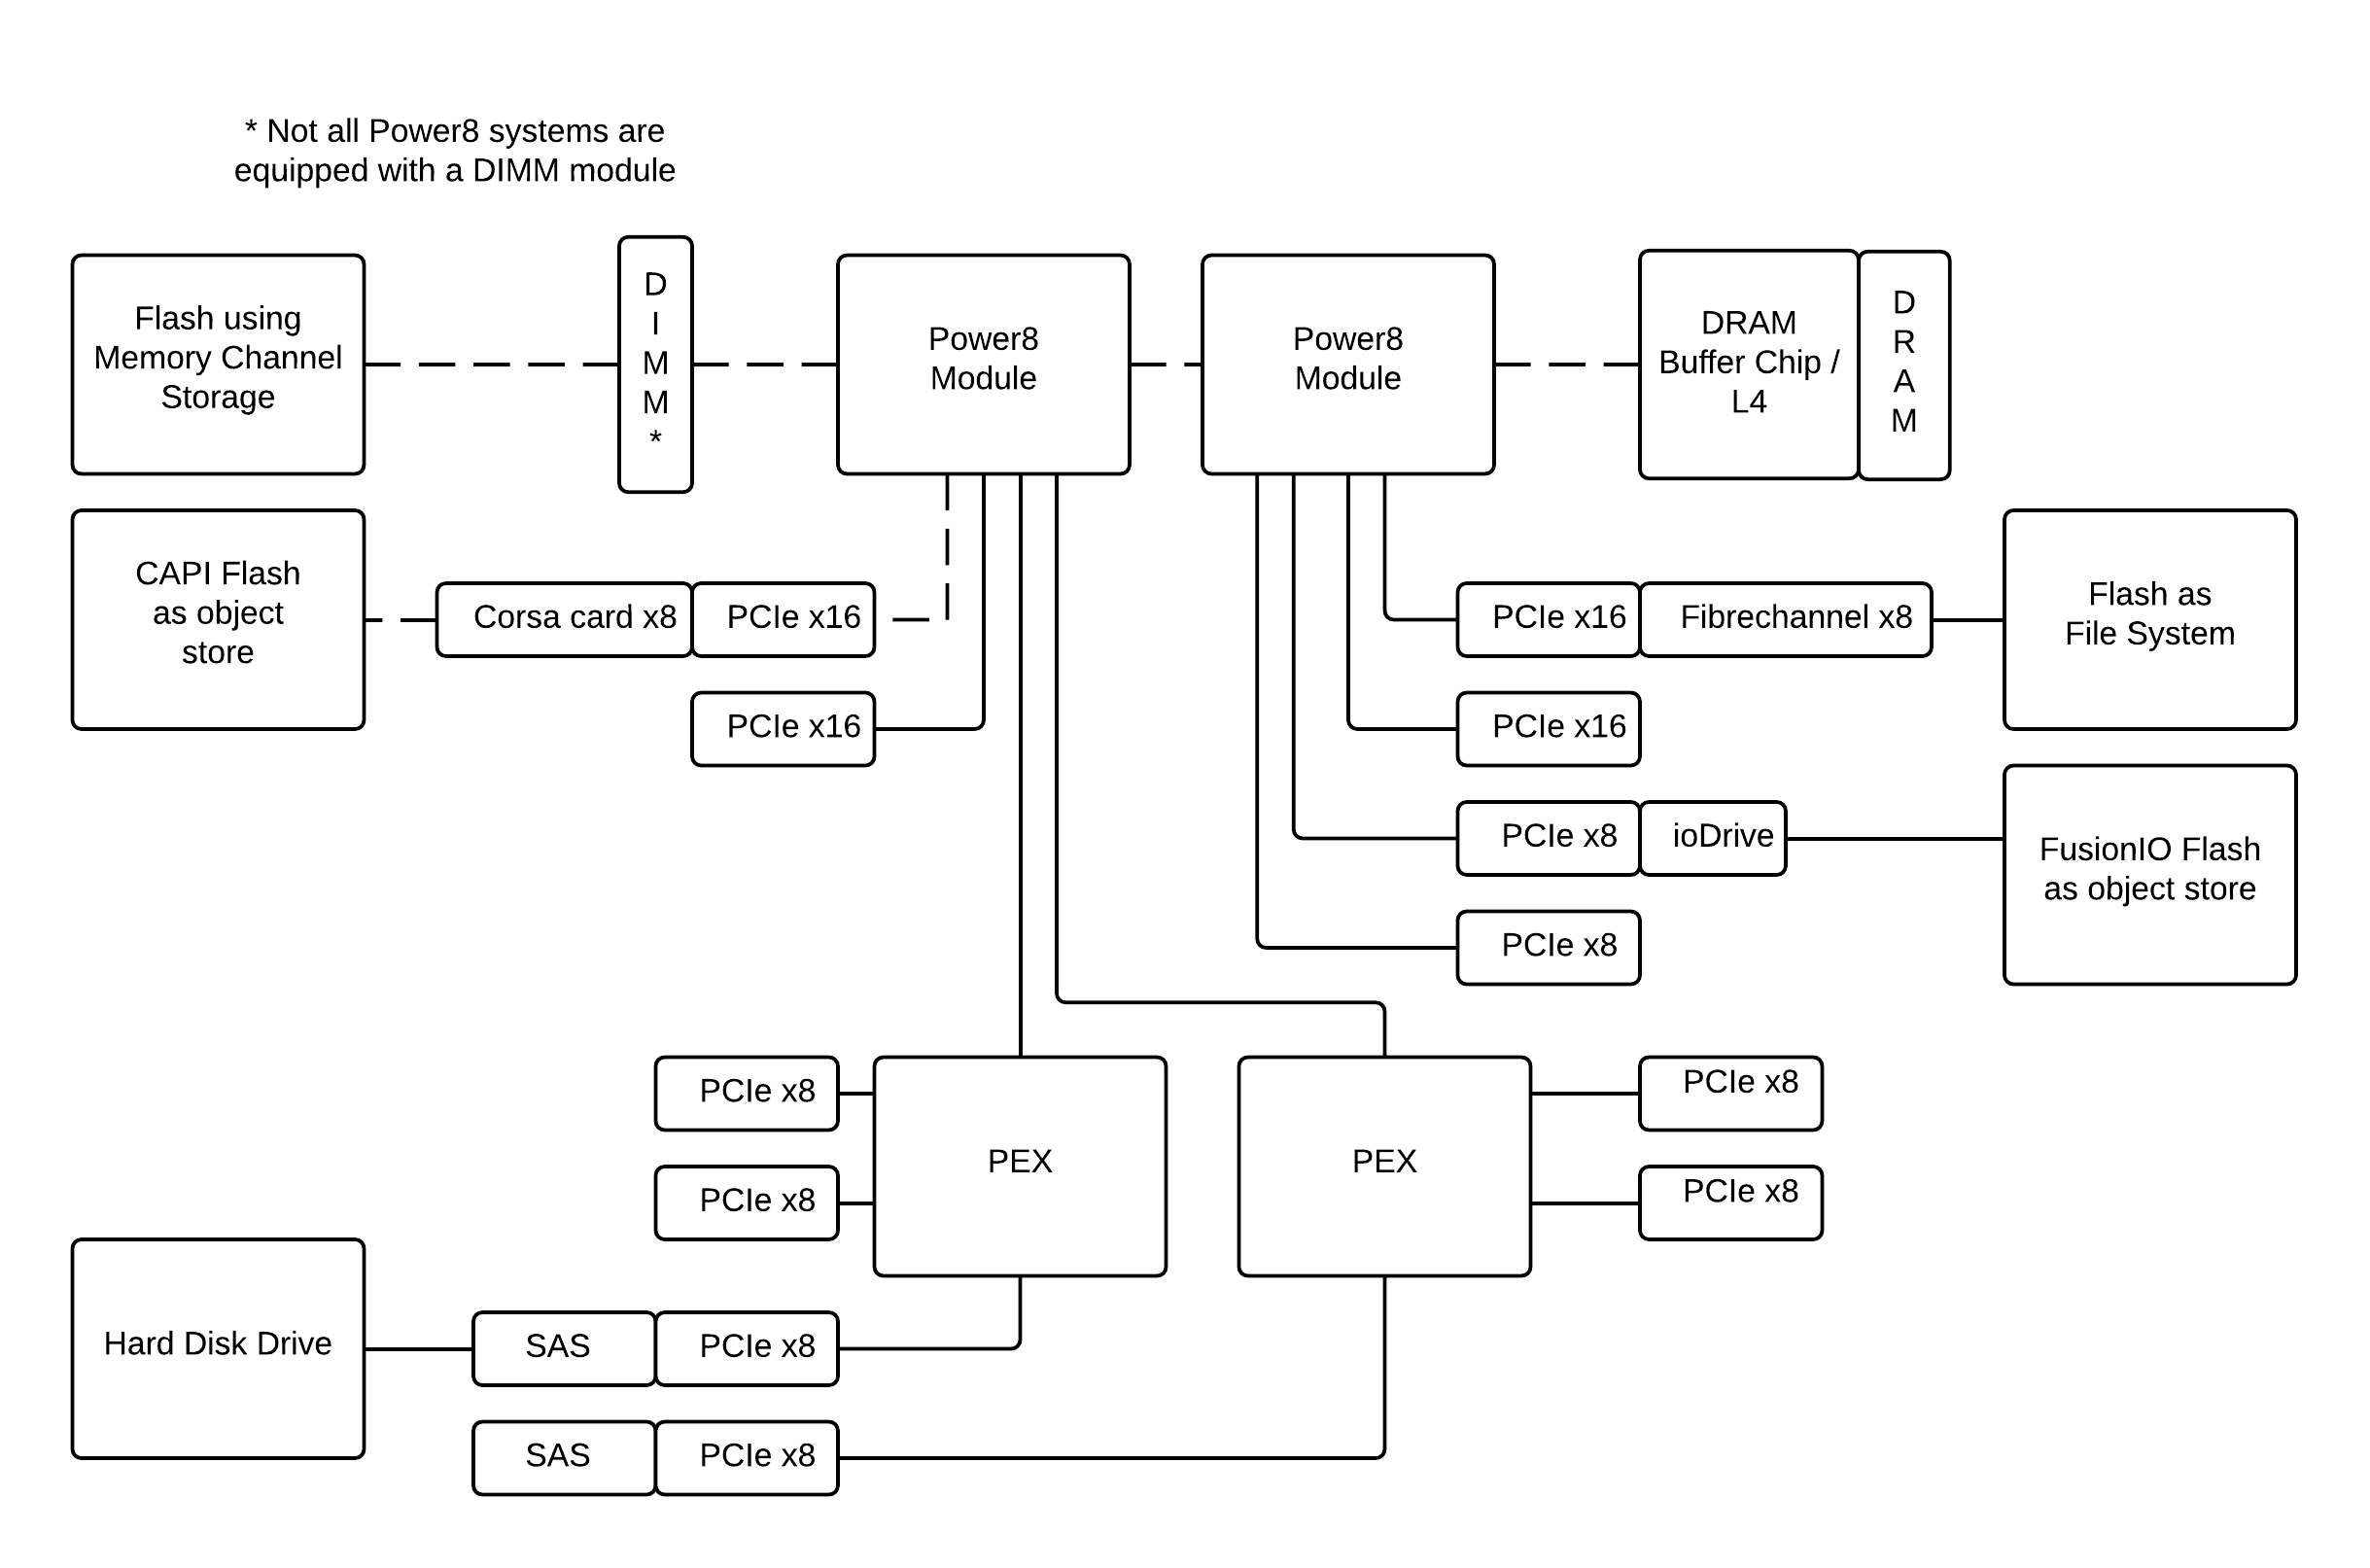 * Not all Power8 systems are
equipped with a DIMM module
Flash using
Memory Channel
Storage
D
I
M
M
*
Power8
Module
Power8
Module
DRAM
Buffer Chip /
L4
D
R
A
M
CAPI Flash
as object
store
Corsa card x8
PCIe x16
PCIe x16
Fibrechannel x8
Flash as
File System
PCIe x16
PCIe x16
PCIe x8
ioDrive
FusionIO Flash
as object store
PCIe x8
PCIe x8
PEX
PEX
PCIe x8
PCIe x8
PCIe x8
Hard Disk Drive
SAS
PCIe x8
SAS
PCIe x8